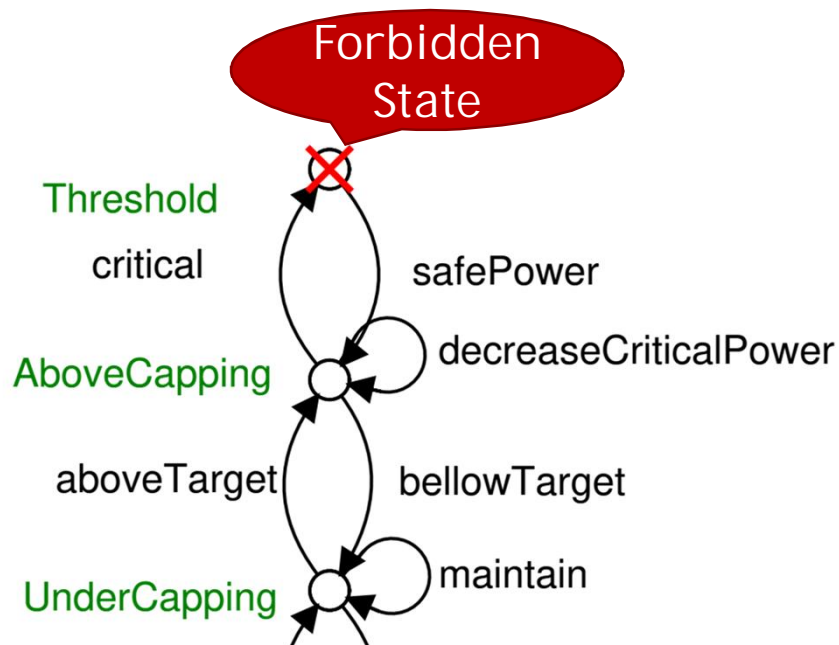 Forbidden
State
Threshold
critical
safePower
decreaseCriticalPower
AboveCapping
aboveTarget
bellowTarget
maintain
UnderCapping